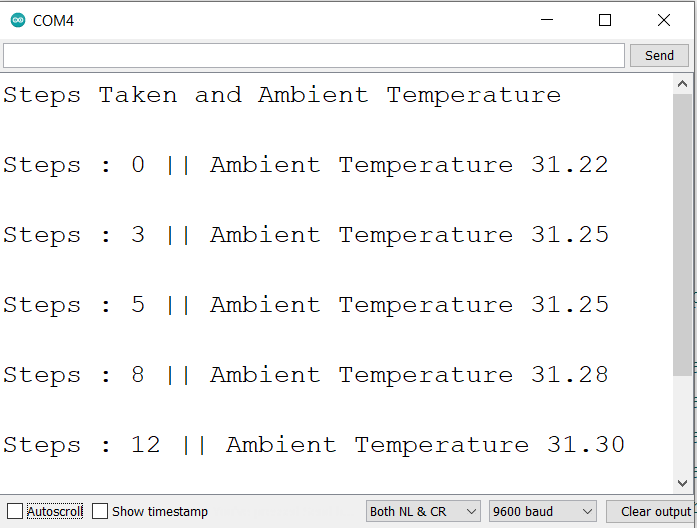 COM4
Send
Steps Taken and Ambient Temperature
Steps : 0 || Ambient Temperature 31.22
Steps : 3 || Ambient Temperature 31.25
Steps : 5 || Ambient Temperature 31.25
Steps : 8 || Ambient Temperature 31.28
Steps : 12 || Ambient Temperature 31.30
Autoscroll Show timestamp Both NL & CR 9600 baud Clear output